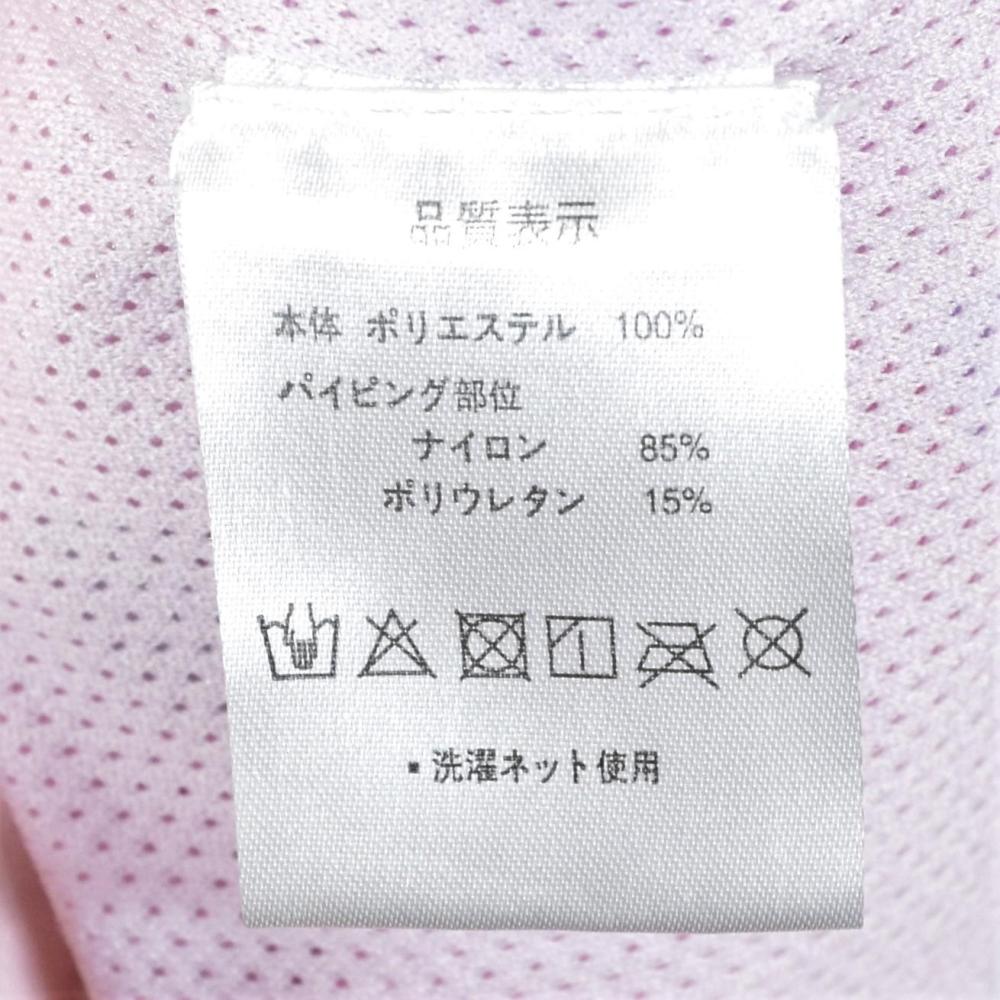 品質表示
本体 ポリエステル 100%
パイピング部位
ナイロン 85%
ポリウレタン 15%
▪洗濯ネット使用